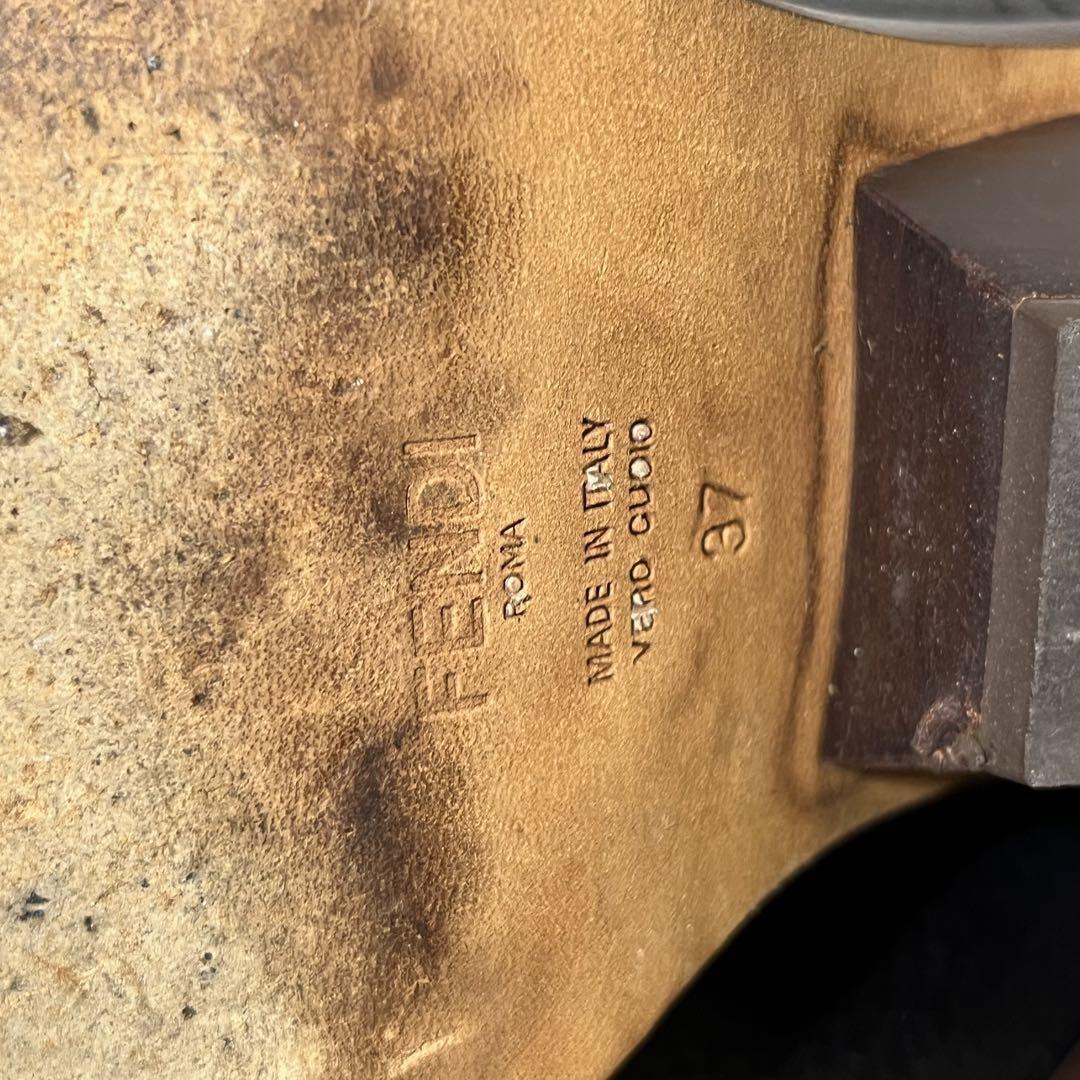 FENDI
ROMA
MADE IN ITALY
VERO CUOIO
37